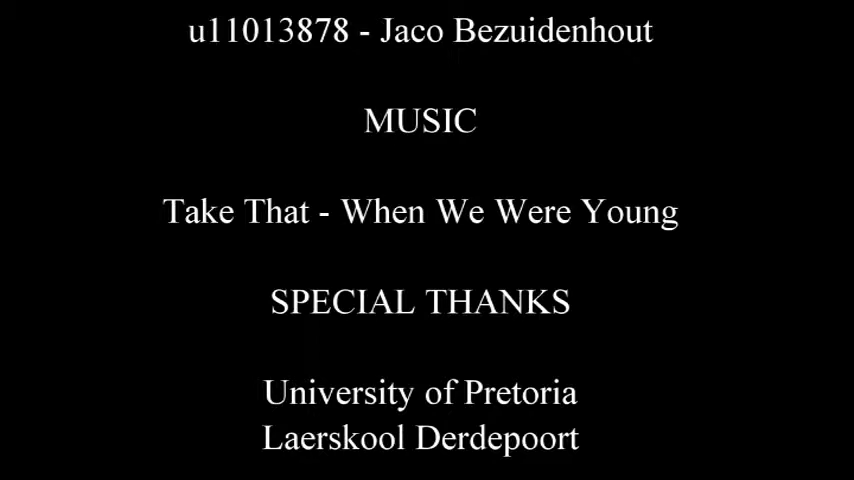 u11013878 - Jaco Bezuidenhout
MUSIC
Take That - When We Were Young
SPECIAL THANKS
University of Pretoria
Laerskool Derdepoort